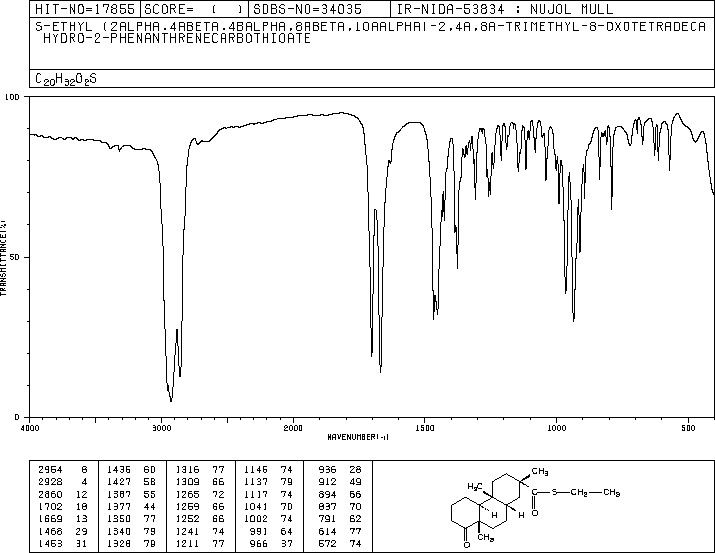 HIT-NO=17855 SCORE= ( ) SDBS-NO=34035 IR-NIDA-53834 : NUJOL MULL
S-ETHYL (2ALPHA,4ABETA,4BALPHA,8ABETA,10AALPHA)-2,4A,8A-TRIMETHYL-8-OXOTETRADECA
HYDRO-2-PHENANTHRENECARBOTHIOATE
C20H32O2S
100
50
0
TRANSMITTANCE(%)
4000 3000 2000 1500 1000 500
WAVENUMBER(-1)
2954 6 1436 60 1316 77 1146 74 936 28
2928 4 1427 58 1309 66 1137 79 912 49
2860 12 1387 55 1265 72 1117 74 894 66
1702 18 1377 44 1259 66 1041 70 837 70
1669 13 1350 77 1252 66 1002 74 791 62
1466 29 1340 79 1241 74 991 64 614 77
1453 31 1328 79 1211 77 966 37 572 74
CH3
H3C
C—S—CH2—CH3
O
H
H
CH3
O